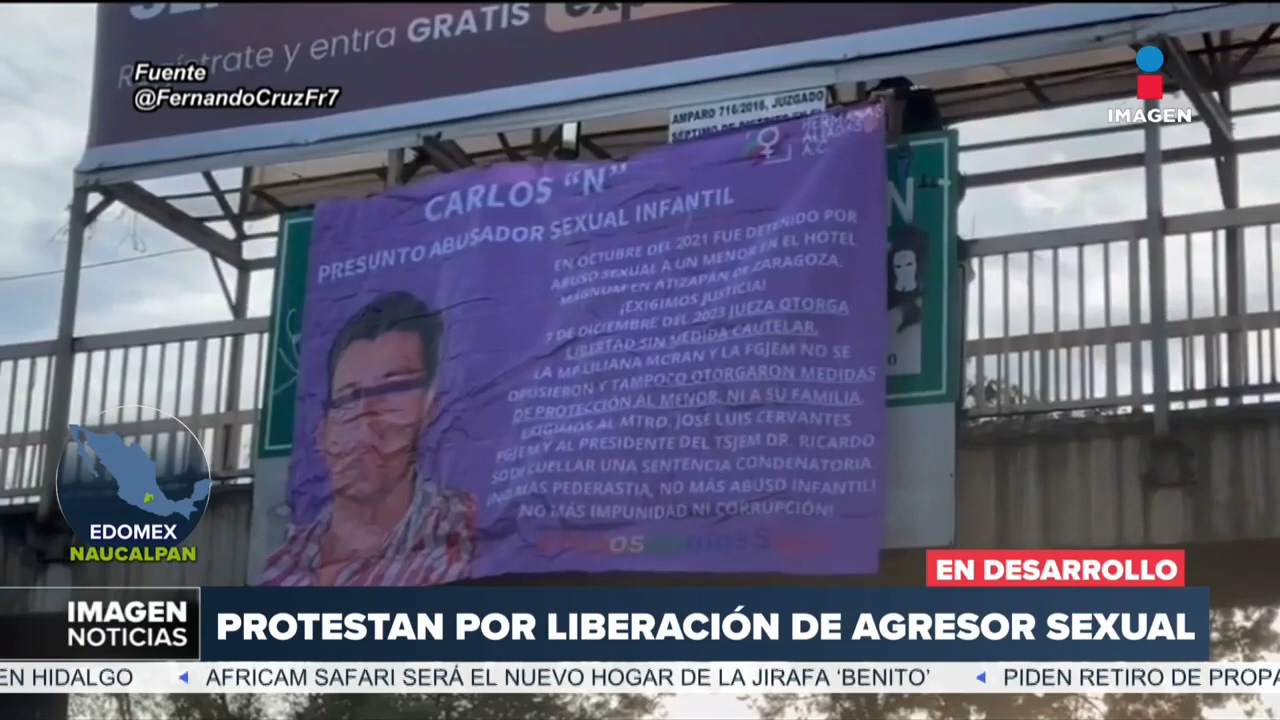 Regístrate y entra GRATIS
Fuente
@FernandoCruzFr7
IMAGEN
AMPARO 716/2016, JUZGADO
SÉPTIMO DE DISTRITO
HERMANAS
ALIADAS
A.C
CARLOS “N”
PRESUNTO ABUSADOR SEXUAL INFANTIL
EN OCTUBRE DEL 2021 FUE DETENIDO POR
ABUSO SEXUAL A UN MENOR EN EL HOTEL
MAGNUM EN ATIZAPÁN DE ZARAGOZA.
¡EXIGIMOS JUSTICIA!
7 DE DICIEMBRE DEL 2023 JUEZA OTORGA
LIBERTAD SIN MEDIDA CAUTELAR.
LA MP LILIANA MORAN Y LA FGJEM NO SE
OPUSIERON Y TAMPOCO OTORGARON MEDIDAS
DE PROTECCIÓN AL MENOR, NI A SU FAMILIA.
EXIGIMOS AL MTRO. JOSÉ LUIS CERVANTES
FGJEM Y AL PRESIDENTE DEL TSJEM DR. RICARDO
SODI CUELLAR UNA SENTENCIA CONDENATORIA.
¡NO MÁS PEDERASTIA, NO MÁS ABUSO INFANTIL!
¡NO MÁS IMPUNIDAD NI CORRUPCIÓN!
N
EDOMEX
NAUCALPAN
EN DESARROLLO
IMAGEN
NOTICIAS
PROTESTAN POR LIBERACIÓN DE AGRESOR SEXUAL
EN HIDALGO
AFRICAM SAFARI SERÁ EL NUEVO HOGAR DE LA JIRAFA ‘BENITO’
PIDEN RETIRO DE